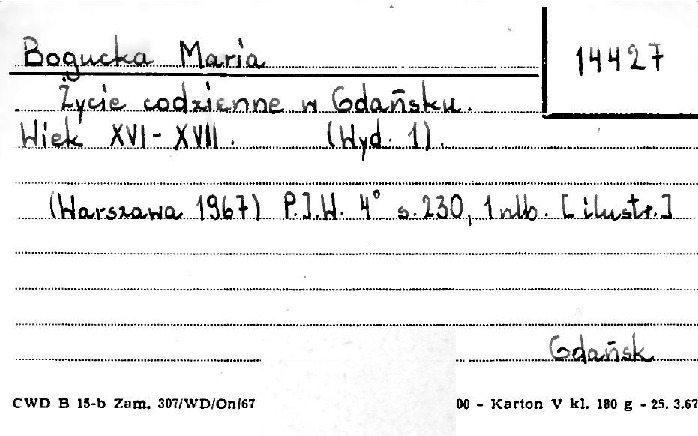 Bogucka Maria
14427
Życie codzienne w Gdańsku.
Wiek XVI-XVII. (Wyd. 1).
(Warszawa 1967) P.I.W. 4° s.230, 1 nlb. [ilustr.]
Gdańsk
CWD B 15-b Zam. 307/WD/On/67
00 - Karton V kl. 180 g - 25. 3.67